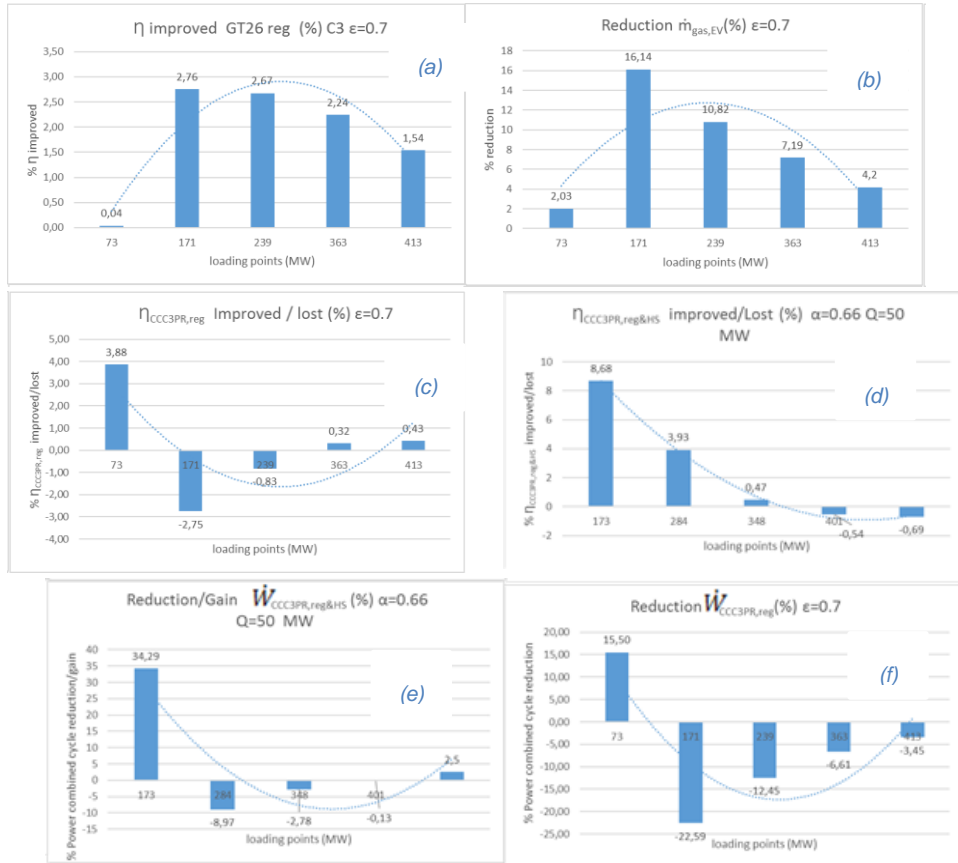 η improved GT26 reg (%) C3 ε=0.7
(a)
% η improved
3,50
3,00
2,50
2,00
1,50
1,00
0,50
0,00
0,04
2,76
2,67
2,24
1,54
73 171 239 363 413
loading points (MW)
Reduction ṁgas,EV(%) ε=0.7
(b)
% reduction
18
16
14
12
10
8
6
4
2
0
2,03
16,14
10,82
7,19
4,2
73 171 239 363 413
loading points (MW)
ηCCC3PR,reg Improved / lost (%) ε=0.7
(c)
% ηCCC3PR,reg improved/lost
5,00
4,00
3,00
2,00
1,00
0,00
-1,00
-2,00
-3,00
-4,00
3,88
-2,75
-0,83
0,32
0,43
73 171 239 363 413
loading points (MW)
ηCCC3PR,reg&HS improved/Lost (%) α=0.66 Q=50
MW
(d)
% ηCCC3PR,reg&HS improved/lost
10
8
6
4
2
0
-2
8,68
3,93
0,47
-0,54
-0,69
173 284 348 401
loading points (MW)
Reduction/Gain ẆCCC3PR,reg&HS (%) α=0.66
Q=50 MW
(e)
% Power combined cycle reduction/gain
40
35
30
25
20
15
10
5
0
-5
-10
-15
34,29
-8,97
-2,78
-0,13
2,5
173 284 348 401
loading points (MW)
Reduction ẆCCC3PR,reg(%) ε=0.7
(f)
% Power combined cycle reduction
20,00
15,00
10,00
5,00
0,00
-5,00
-10,00
-15,00
-20,00
-25,00
15,50
-22,59
-12,45
-6,61
-3,45
73 171 239 363 413
loading points (MW)